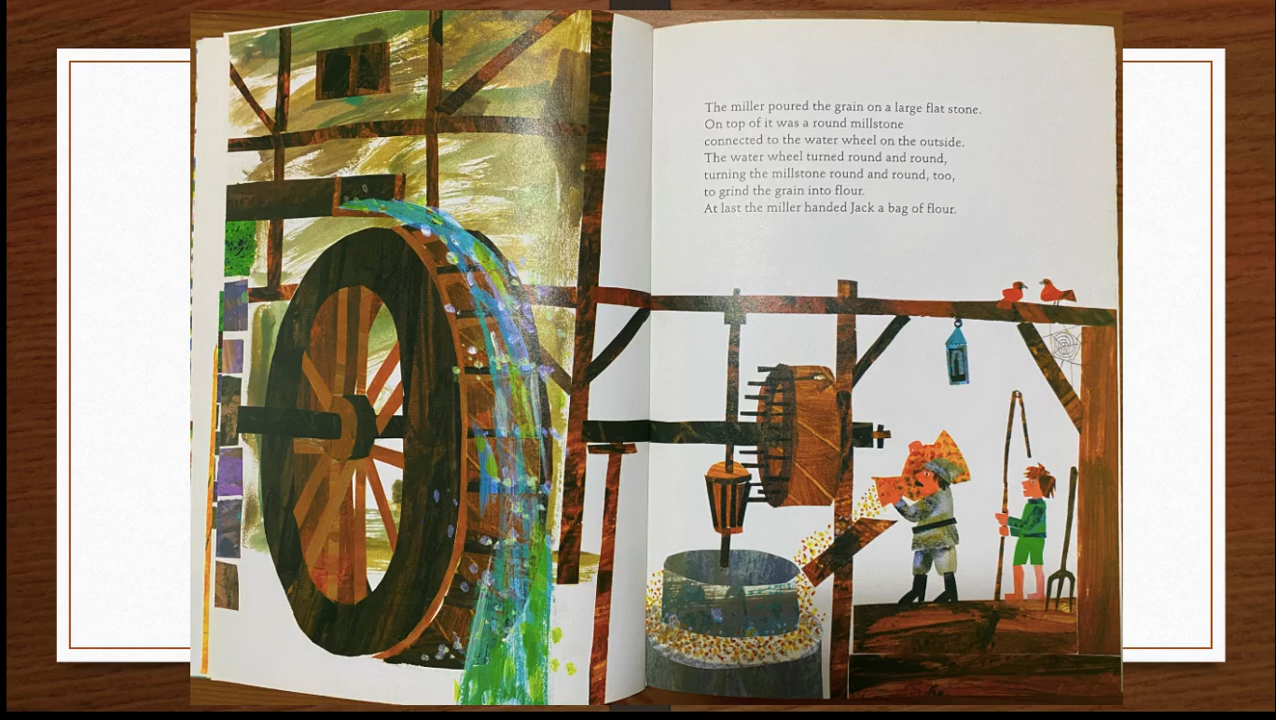 The miller poured the grain on a large flat stone.
On top of it was a round millstone
connected to the water wheel on the outside.
The water wheel turned round and round,
turning the millstone round and round, too,
to grind the grain into flour.
At last the miller handed Jack a bag of flour.